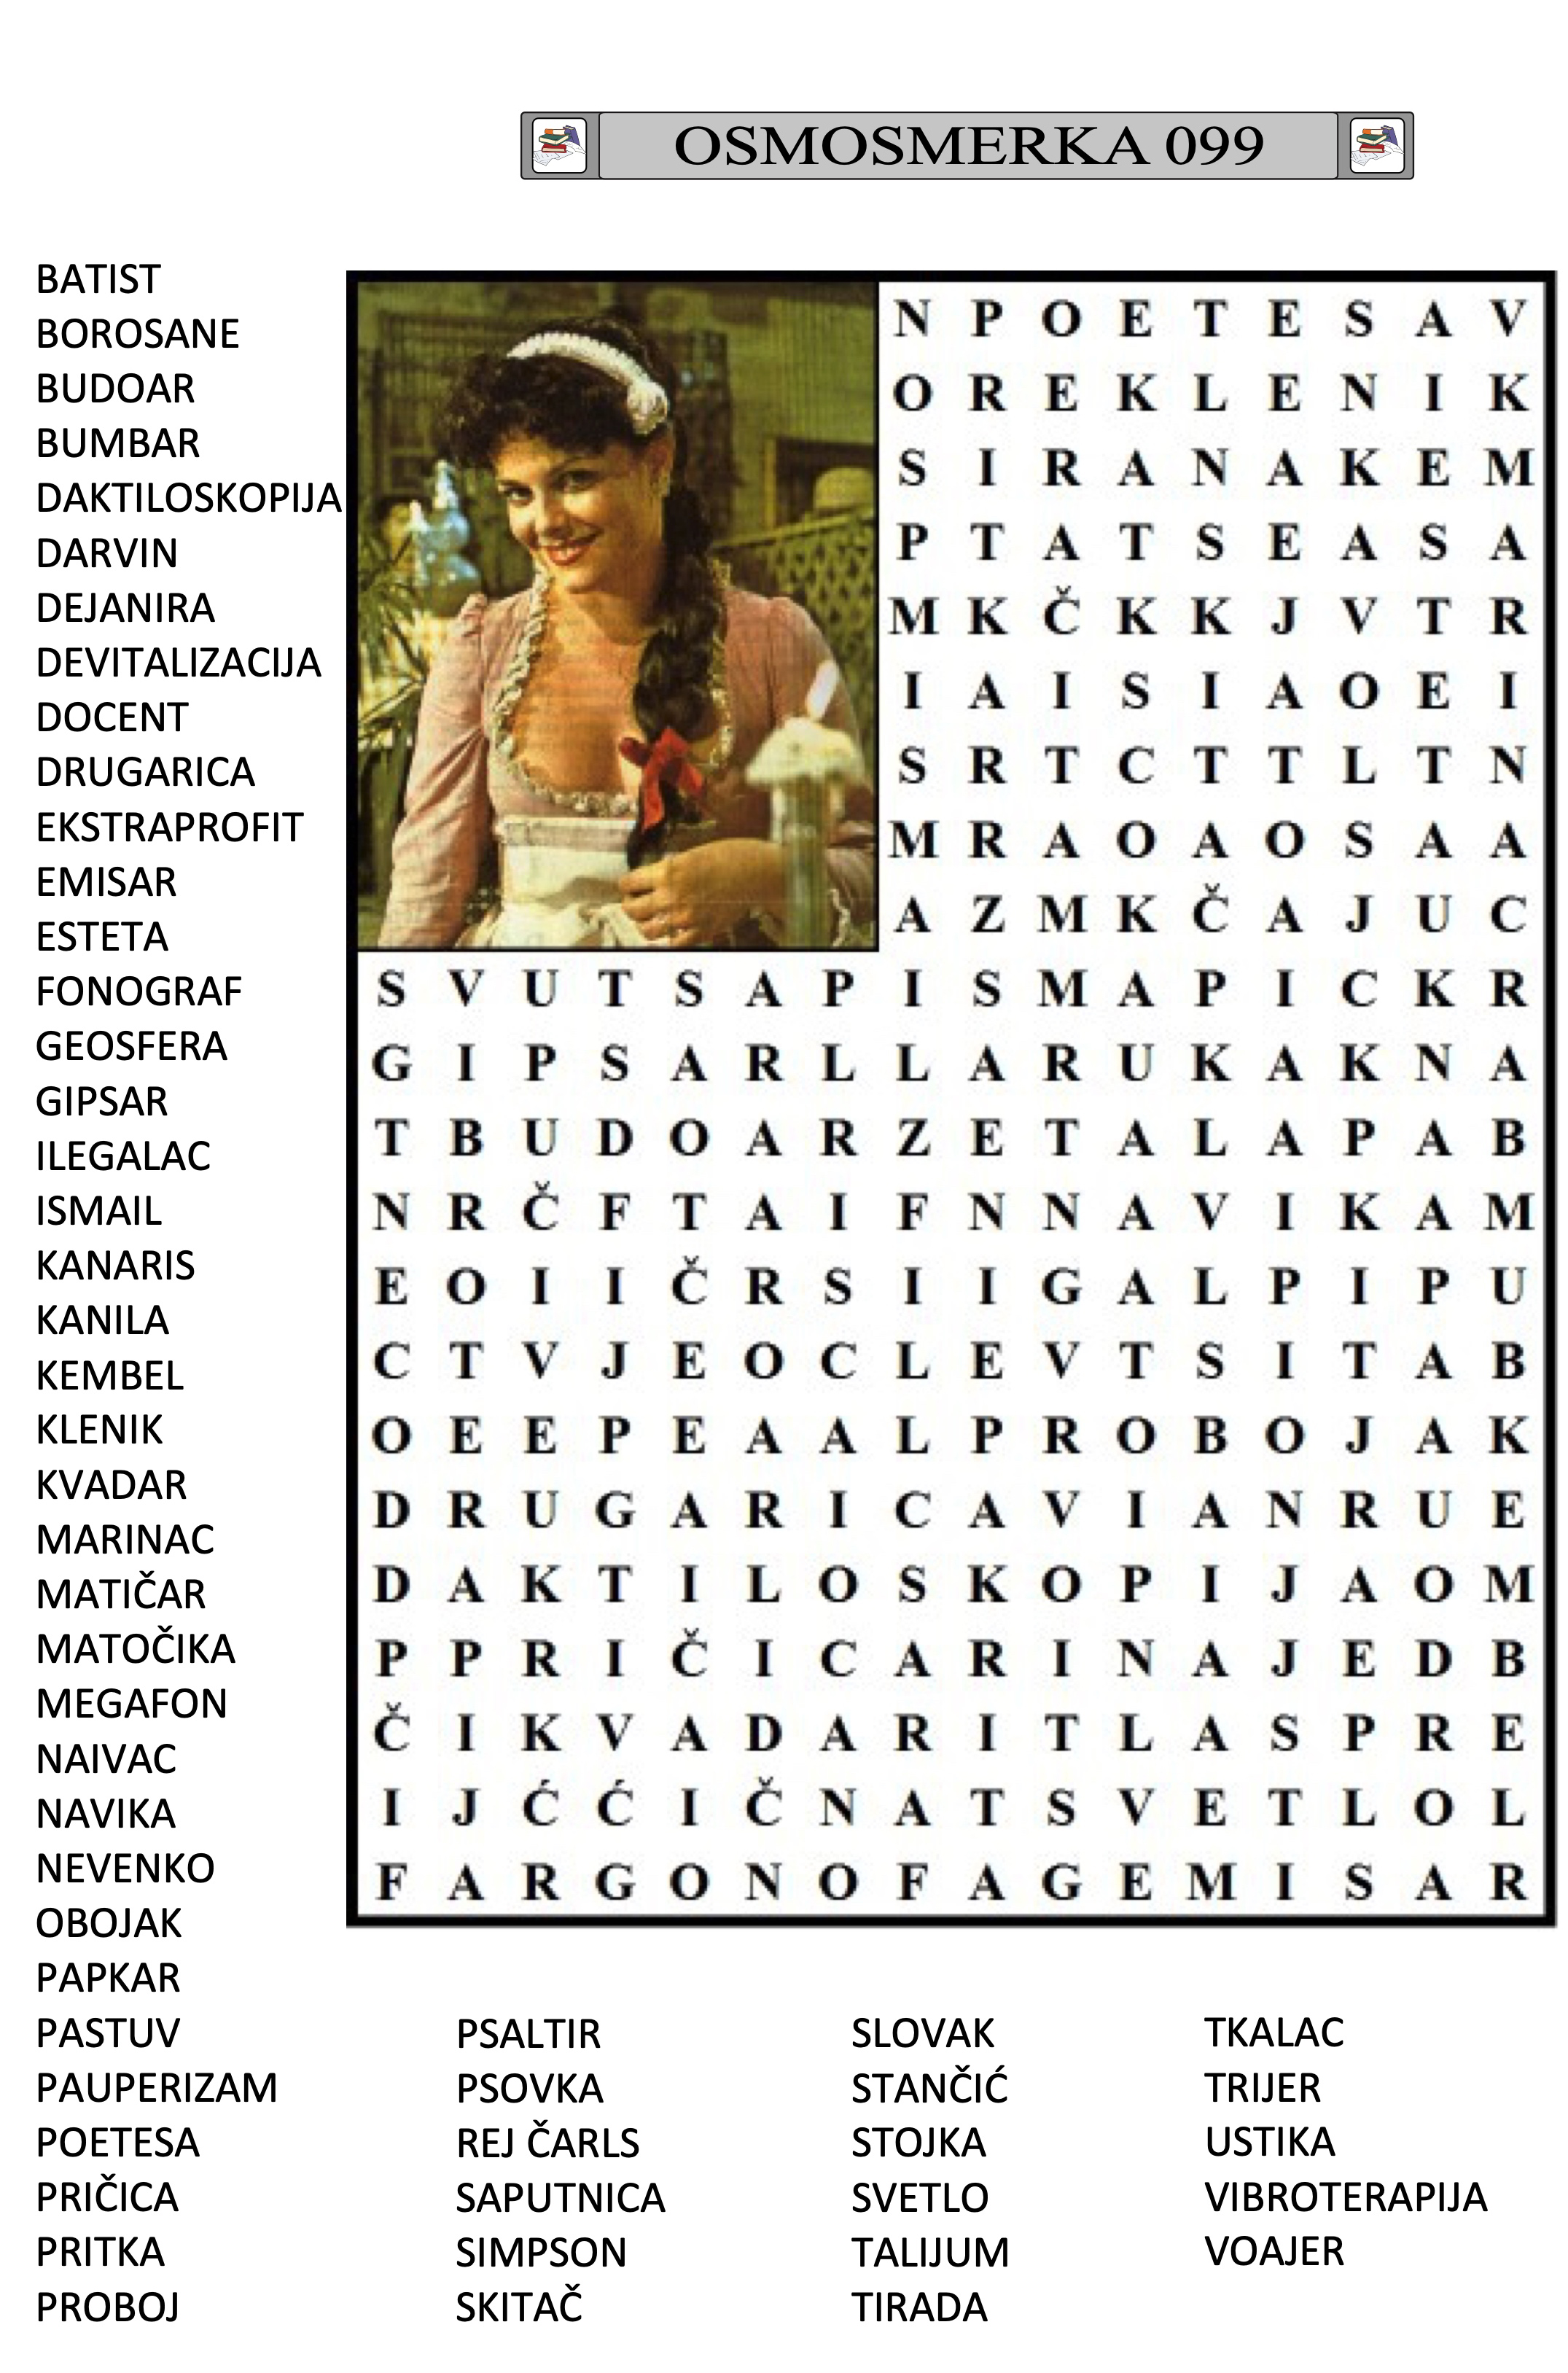 OSMOSMERKA 099
BATIST
BOROSANE
BUDOAR
BUMBAR
DAKTILOSKOPIJA
DARVIN
DEJANIRA
DEVITALIZACIJA
DOCENT
DRUGARICA
EKSTRAPROFIT
EMISAR
ESTETA
FONOGRAF
GEOSFERA
GIPSAR
ILEGALAC
ISMAIL
KANARIS
KANILA
KEMBEL
KLENIK
KVADAR
MARINAC
MATIČAR
MATOČIKA
MEGAFON
NAIVAC
NAVIKA
NEVENKO
OBOJAK
PAPKAR
PASTUV
PAUPERIZAM
POETESA
PRIČICA
PRITKA
PROBOJ
N P O E T E S A V
O R E K L E N I K
S I R A N A K E M
P T A T S E A S A
M K Č K K J V T R
I A I S I A O E I
S R T C T T L T N
M R A O A O S A A
A Z M K Č A J U C
S V U T S A P I S M A P I C K R
G I P S A R L L A R U K A K N A
T B U D O A R Z E T A L A P A B
N R Č F T A I F N N A V I K A M
E O I I Č R S I I G A L P I P U
C T V J E O C L E V T S I T A B
O E E P E A A L P R O B O J A K
D R U G A R I C A V I A N R U E
D A K T I L O S K O P I J A O M
P P R I Č I C A R I N A J E D B
Č I K V A D A R I T L A S P R E
I J Ć Ć I Č N A T S V E T L O L
F A R G O N O F A G E M I S A R
PSALTIR
PSOVKA
REJ ČARLS
SAPUTNICA
SIMPSON
SKITAČ
SLOVAK
STANČIĆ
STOJKA
SVETLO
TALIJUM
TIRADA
TKALAC
TRIJER
USTIKA
VIBROTERAPIJA
VOAJER